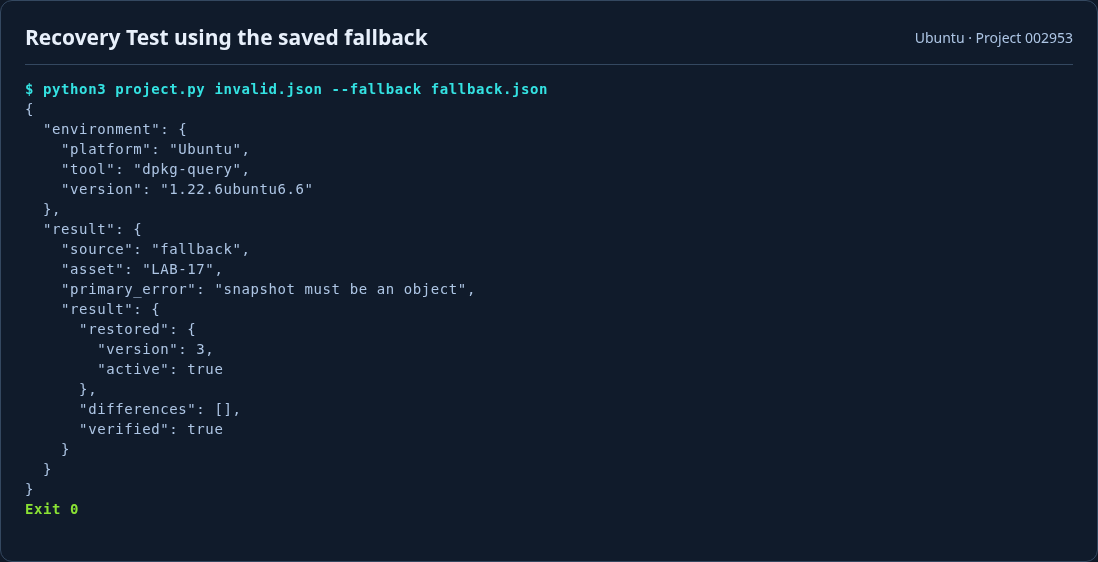 Recovery Test using the saved fallback
Ubuntu · Project 002953
$ python3 project.py invalid.json --fallback fallback.json
{
  "environment": {
    "platform": "Ubuntu",
    "tool": "dpkg-query",
    "version": "1.22.6ubuntu6.6"
  },
  "result": {
    "source": "fallback",
    "asset": "LAB-17",
    "primary_error": "snapshot must be an object",
    "result": {
      "restored": {
        "version": 3,
        "active": true
      },
      "differences": [],
      "verified": true
    }
  }
}
Exit 0